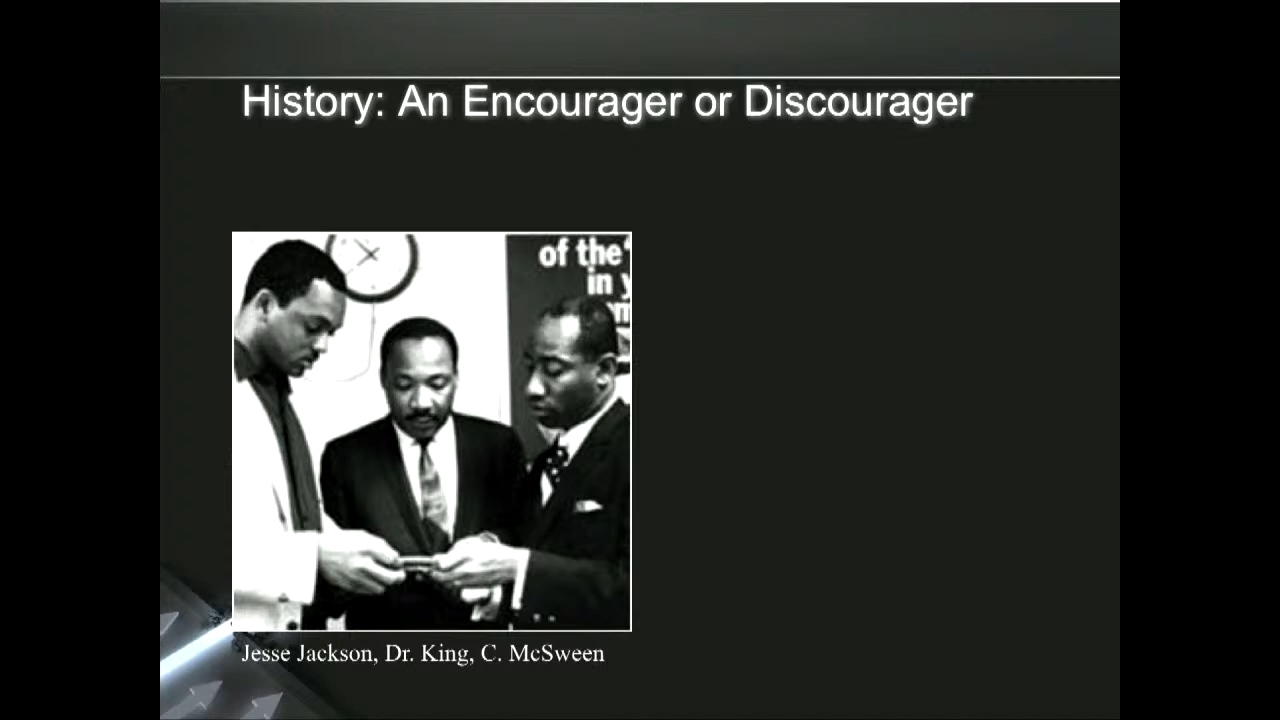 History: An Encourager or Discourager
of the
in
Jesse Jackson, Dr. King, C. McSween